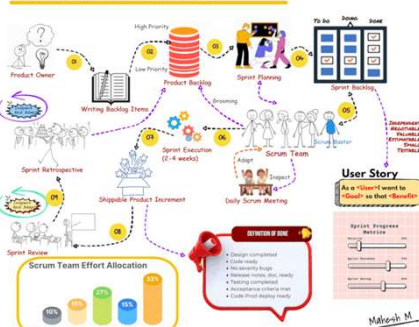 High Priority
TO DO
DOING
DONE
01
02
03
04
Product Owner
Low Priority
Product Backlog
Sprint Planning
Writing Backlog Items
Sprint Backlog
Grooming
05
INDEPENDENT
NEGOTIABLE
VALUABLE
ESTIMATABLE
SMALL
TESTABLE
07
06
Sprint Execution
(2-4 weeks)
Scrum Master
Scrum Team
Sprint Retrospective
Adapt
Inspect
User Story
As a <User>I want to
<Goal> so that <Benefit>
09
Shippable Product Increment
Daily Scrum Meeting
08
Sprint Review
DEFINITION OF DONE
Design completed
Code ready
No severity bugs
Release notes, doc, ready
Testing completed
Acceptance criteria met
Code Prod deploy ready
Sprint Progress
Metrics
Scrum Team Effort Allocation
10%
27%
15%
33%
Mahesh M